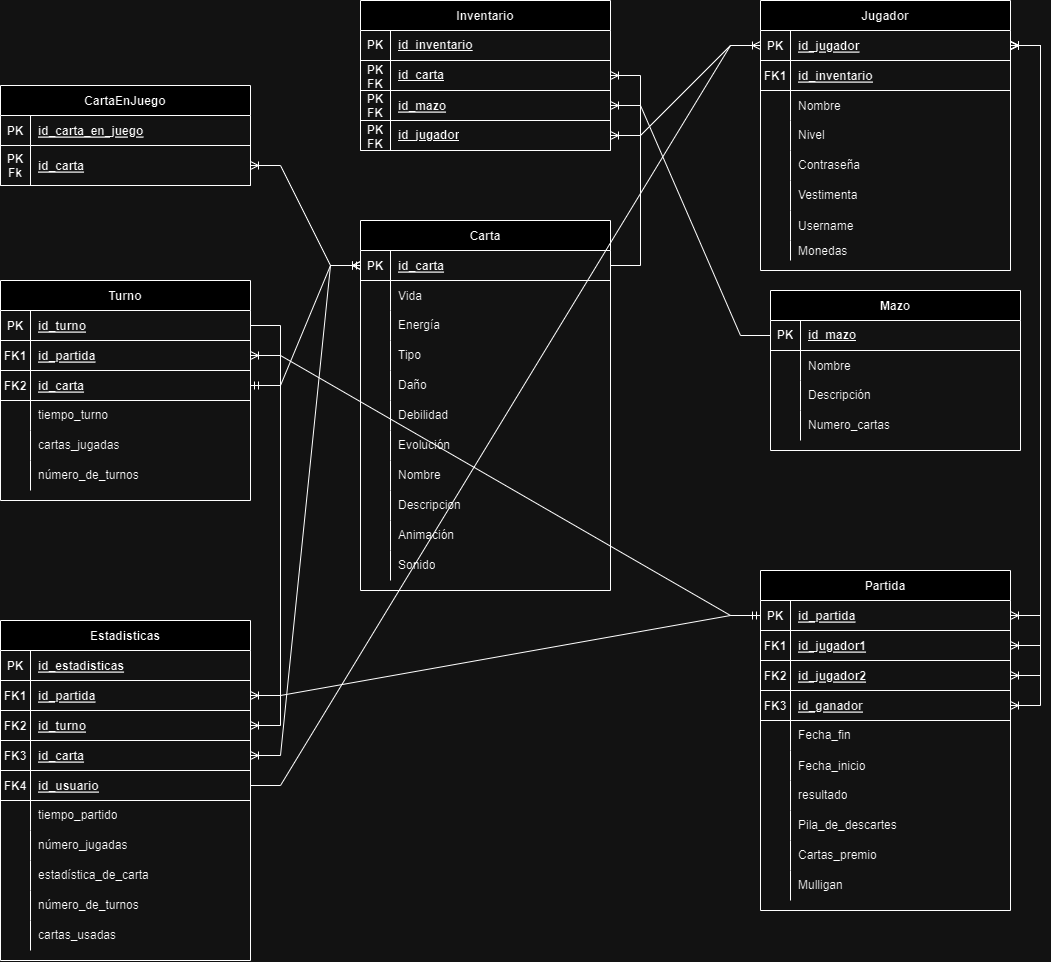 Inventario
PK id_inventario
PK
FK id_carta
PK
FK id_mazo
PK
FK id_jugador
Jugador
PK id_jugador
FK1 id_inventario
Nombre
Nivel
Contraseña
Vestimenta
Username
Monedas
CartaEnJuego
PK id_carta_en_juego
PK
Fk id_carta
Carta
PK id_carta
Vida
Energía
Tipo
Daño
Debilidad
Evolución
Nombre
Descripcion
Animación
Sonido
Turno
PK id_turno
FK1 id_partida
FK2 id_carta
tiempo_turno
cartas_jugadas
número_de_turnos
Mazo
PK id_mazo
Nombre
Descripción
Numero_cartas
Estadisticas
PK id_estadisticas
FK1 id_partida
FK2 id_turno
FK3 id_carta
FK4 id_usuario
tiempo_partido
número_jugadas
estadística_de_carta
número_de_turnos
cartas_usadas
Partida
PK id_partida
FK1 id_jugador1
FK2 id_jugador2
FK3 id_ganador
Fecha_fin
Fecha_inicio
resultado
Pila_de_descartes
Cartas_premio
Mulligan